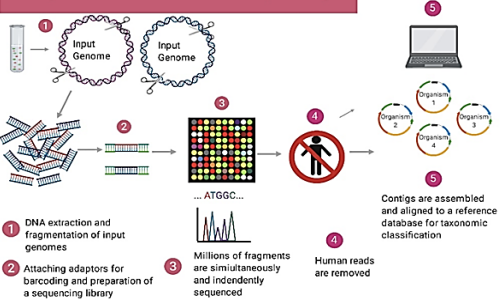 1
Input
Genome
Input
Genome
5
2
3
4
Organism
1
Organism
2
Organism
3
Organism
4
... ATGGC...
5
Contigs are assembled
and aligned to a reference
database for taxonomic
classification
1
DNA extraction and
fragmentation of input
genomes
2
Attaching adaptors for
barcoding and preparation of
a sequencing library
3
Millions of fragments
are simiultaneously
and indendently
sequenced
4
Human reads
are removed